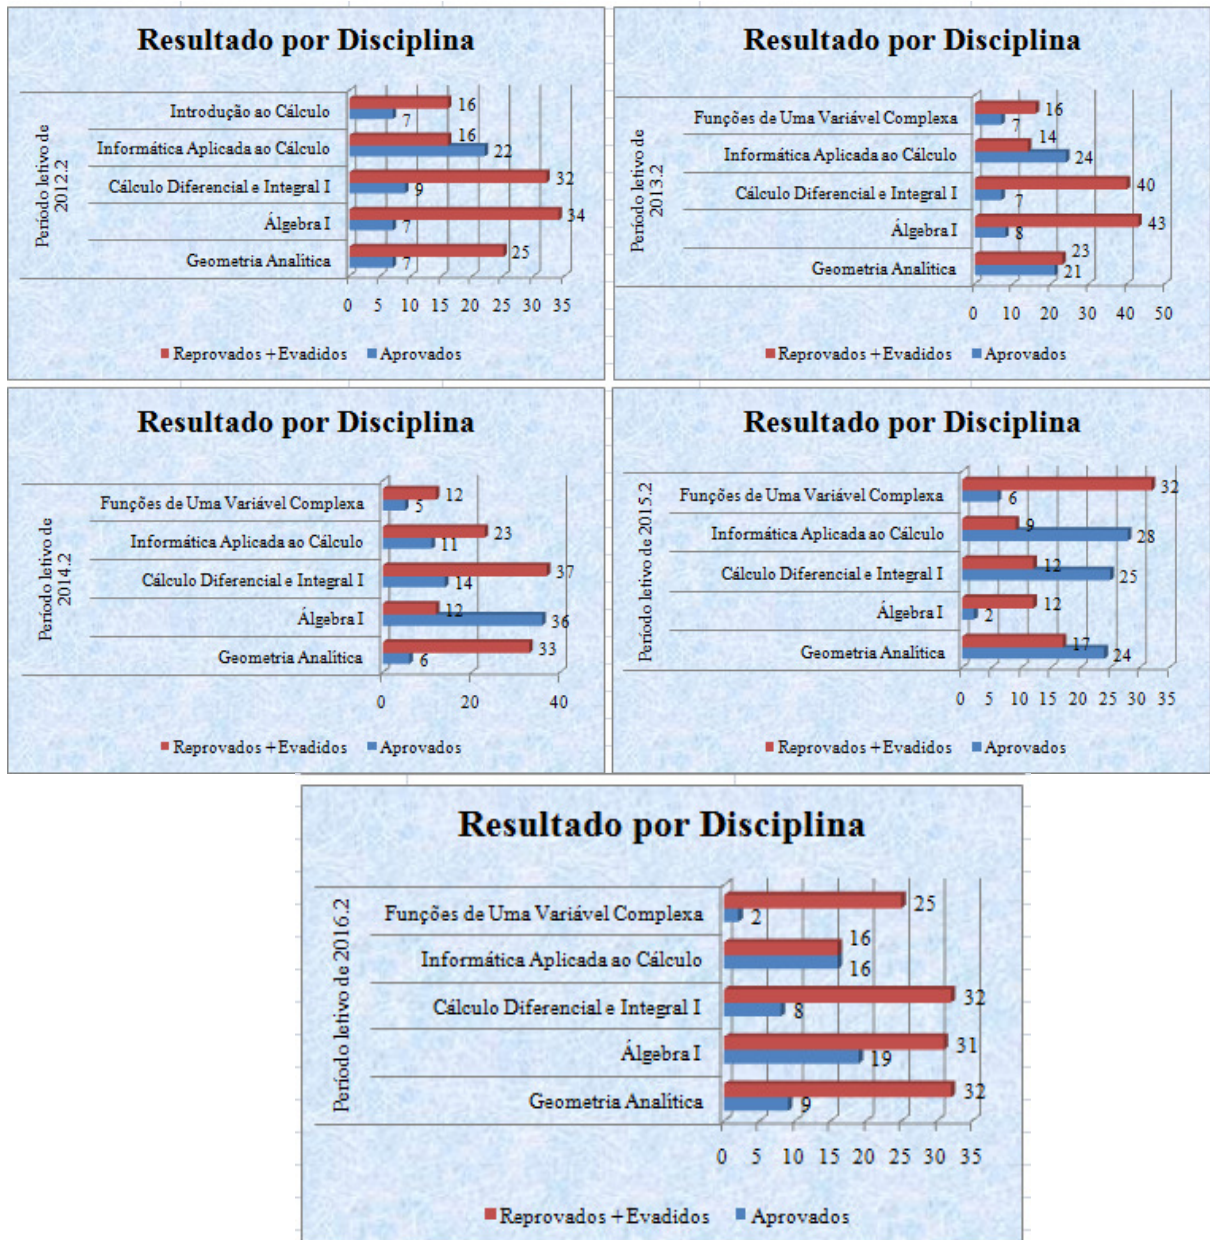 Resultado por Disciplina
Período letivo de
2012.2
Introdução ao Cálculo
16
7
Informática Aplicada ao Cálculo
16
22
Cálculo Diferencial e Integral I
32
9
Álgebra I
34
7
Geometria Analítica
25
7
0 5 10 15 20 25 30 35
Reprovados + Evadidos Aprovados
Resultado por Disciplina
Período letivo de
2013.2
Funções de Uma Variável Complexa
16
7
Informática Aplicada ao Cálculo
14
24
Cálculo Diferencial e Integral I
40
7
Álgebra I
43
8
Geometria Analítica
23
21
0 10 20 30 40 50
Reprovados + Evadidos Aprovados
Resultado por Disciplina
Período letivo de
2014.2
Funções de Uma Variável Complexa
12
5
Informática Aplicada ao Cálculo
23
11
Cálculo Diferencial e Integral I
37
14
Álgebra I
12
36
Geometria Analítica
33
6
0 20 40
Reprovados + Evadidos Aprovados
Resultado por Disciplina
Período letivo de 2015.2
Funções de Uma Variável Complexa
32
6
Informática Aplicada ao Cálculo
9
28
Cálculo Diferencial e Integral I
12
25
Álgebra I
12
2
Geometria Analítica
17
24
0 5 10 15 20 25 30 35
Reprovados + Evadidos Aprovados
Resultado por Disciplina
Período letivo de 2016.2
Funções de Uma Variável Complexa
25
2
Informática Aplicada ao Cálculo
16
16
Cálculo Diferencial e Integral I
32
8
Álgebra I
31
19
Geometria Analítica
32
9
0 5 10 15 20 25 30 35
Reprovados + Evadidos Aprovados